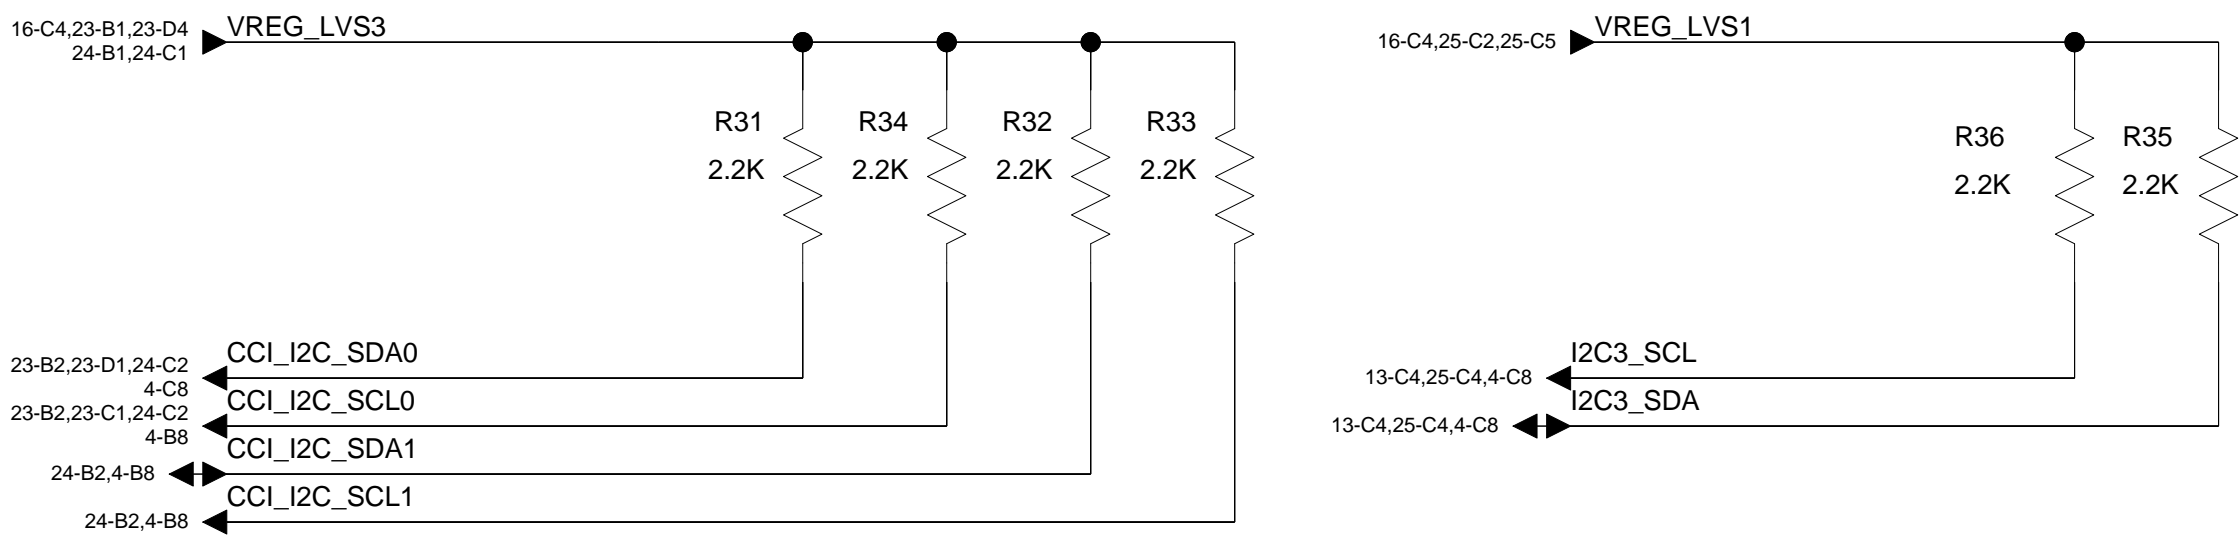 16-C4,23-B1,23-D4
24-B1,24-C1
VREG_LVS3
R31
2.2K
R34
2.2K
R32
2.2K
R33
2.2K
23-B2,23-D1,24-C2
4-C8
CCI_I2C_SDA0
23-B2,23-C1,24-C2
4-B8
CCI_I2C_SCL0
24-B2,4-B8
CCI_I2C_SDA1
24-B2,4-B8
CCI_I2C_SCL1
16-C4,25-C2,25-C5
VREG_LVS1
R36
2.2K
R35
2.2K
13-C4,25-C4,4-C8
I2C3_SCL
13-C4,25-C4,4-C8
I2C3_SDA